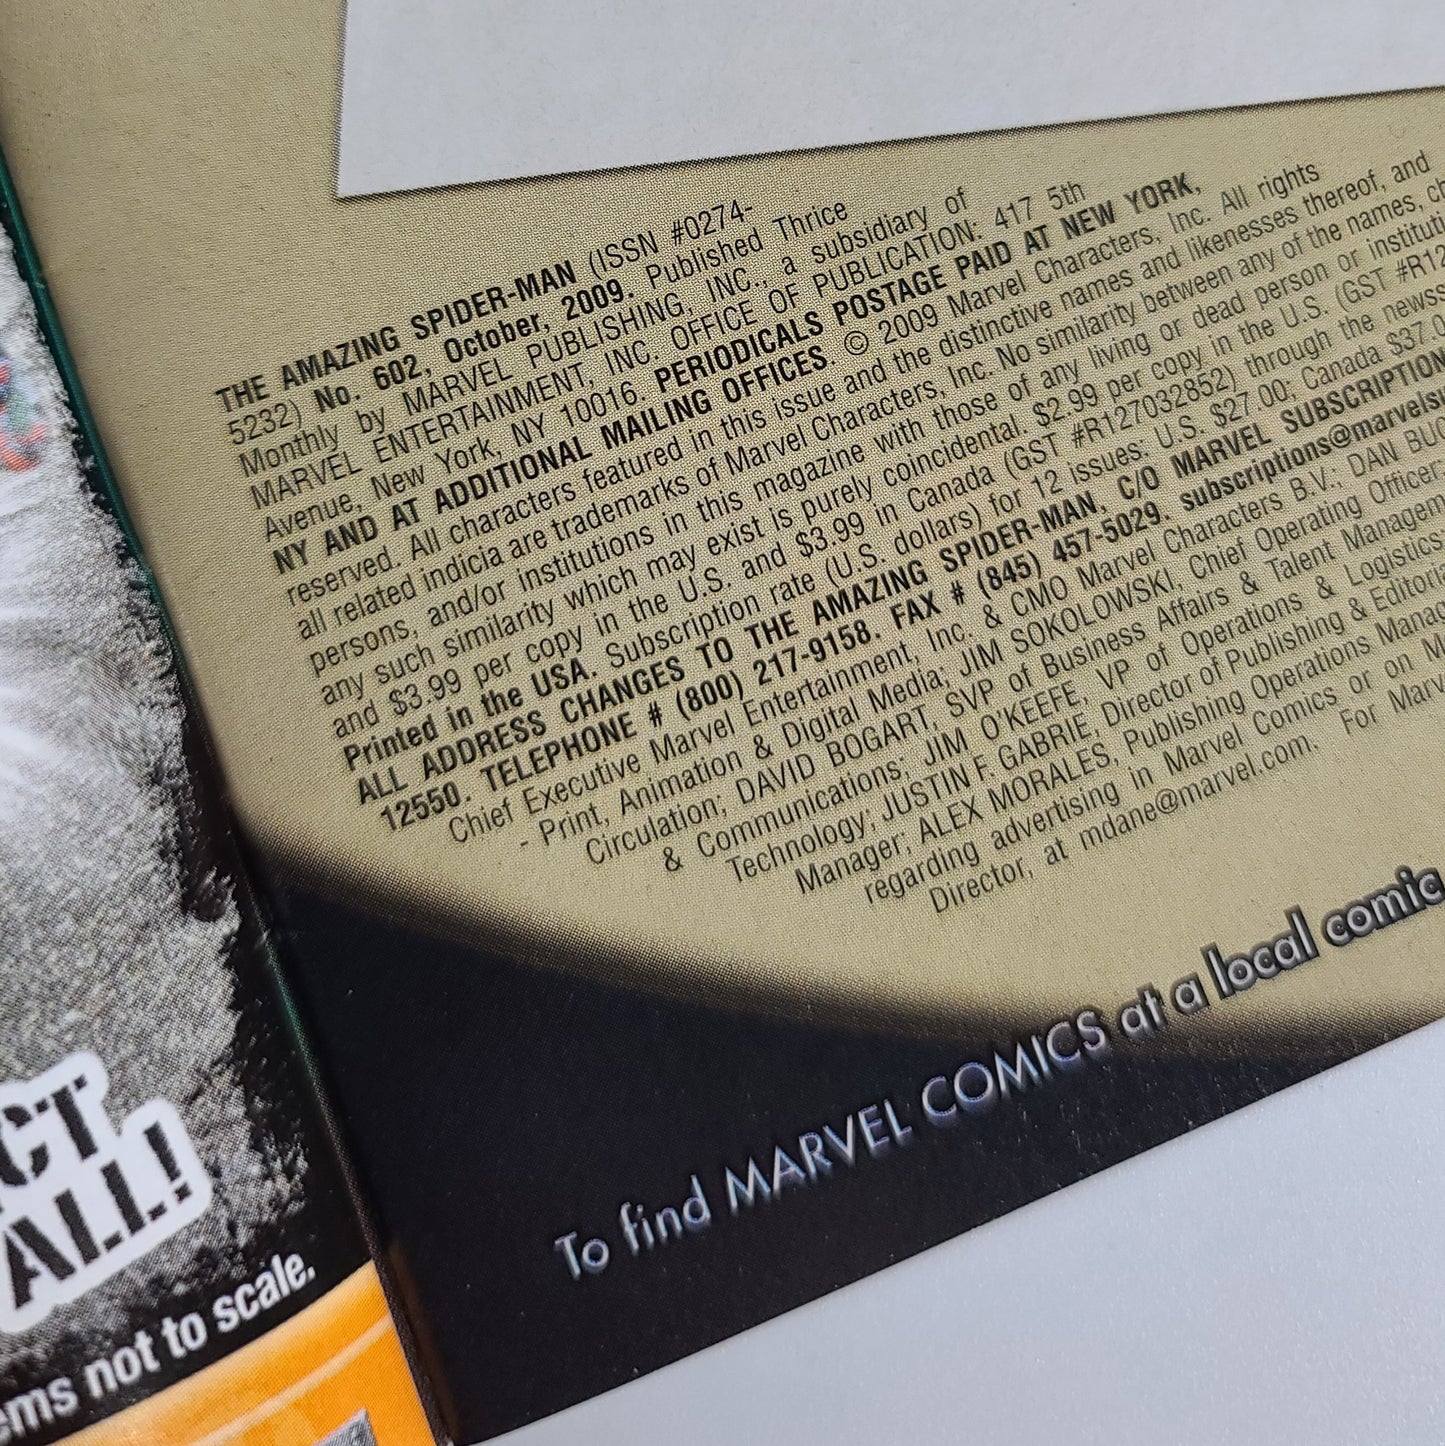 THE AMAZING SPIDER-MAN (ISSN #0274-
5232) No. 602, October, 2009. Published Thrice
Monthly by MARVEL PUBLISHING, INC., a subsidiary of
MARVEL ENTERTAINMENT, INC. OFFICE OF PUBLICATION: 417 5th
Avenue, New York, NY 10016. PERIODICALS POSTAGE PAID AT NEW YORK,
NY AND AT ADDITIONAL MAILING OFFICES. © 2009 Marvel Characters, Inc. All rights
reserved. All characters featured in this issue and the distinctive names and likenesses thereof, and
all related indicia are trademarks of Marvel Characters, Inc. No similarity between any of the names,
persons, and/or institutions in this magazine with those of any living or dead person or
any such similarity which may exist is purely coincidental. $2.99 per copy in the U.S. (GST
and $3.99 per copy in the U.S. and $3.99 in Canada (GST #R127032852) through the
Printed in the USA. Subscription rate (U.S. dollars) for 12 issues: U.S. $27.00; Canada
ALL ADDRESS CHANGES TO THE AMAZING SPIDER-MAN, C/O MARVEL SUBSCRIPTION
12550. TELEPHONE # (800) 217-9158. FAX # (845) 457-5029.
Chief Executive Marvel Entertainment, Inc. & CMO Marvel Characters B.V.; DAN
- Print, Animation & Digital Media; JIM SOKOLOWSKI, Chief Operating Officer
Circulation; DAVID BOGART, SVP of Business Affairs & Talent
& Communications; JIM O'KEEFE, VP of Operations & Logistics
Technology; JUSTIN F. GABRIE, Director of Publishing & Editorial
Manager; ALEX MORALES, Publishing Operations
regarding advertising in Marvel Comics or on
Director, at mdane@marvel.com. For
To find MARVEL COMICS at a local comic
ALL!
not to scale.